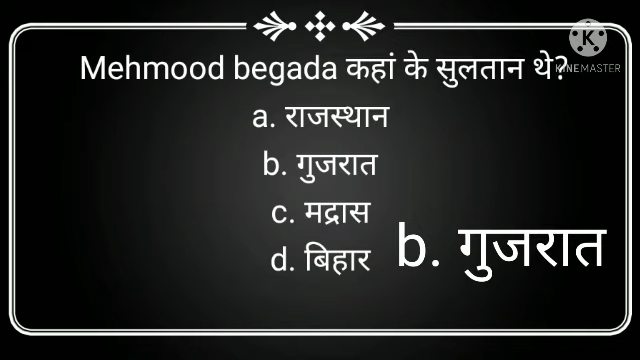 Mehmood begada कहां के सुलतान थे?
KINEMASTER
a. राजस्थान
b. गुजरात
c. मद्रास
d. बिहार
b. गुजरात